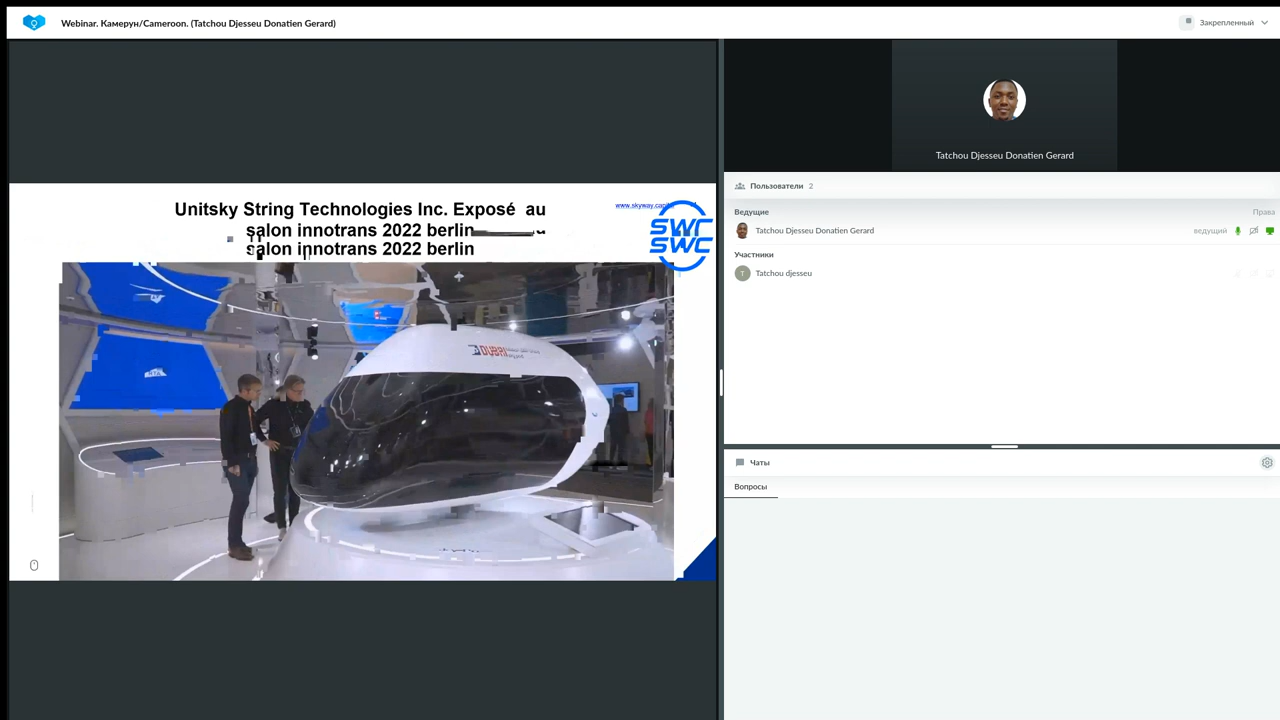 Webinar. Камерун/Cameroon. (Tatchou Djesseu Donatien Gerard)
Закрепленный
Unitsky String Technologies Inc. Exposé au
salon innotrans 2022 berlin
salon innotrans 2022 berlin
SWC
SWC
DUBAI
Tatchou Djesseu Donatien Gerard
Пользователи 2
Ведущие
Права
Tatchou Djesseu Donatien Gerard
ведущий
Участники
T
Tatchou djesseu
Чаты
Вопросы